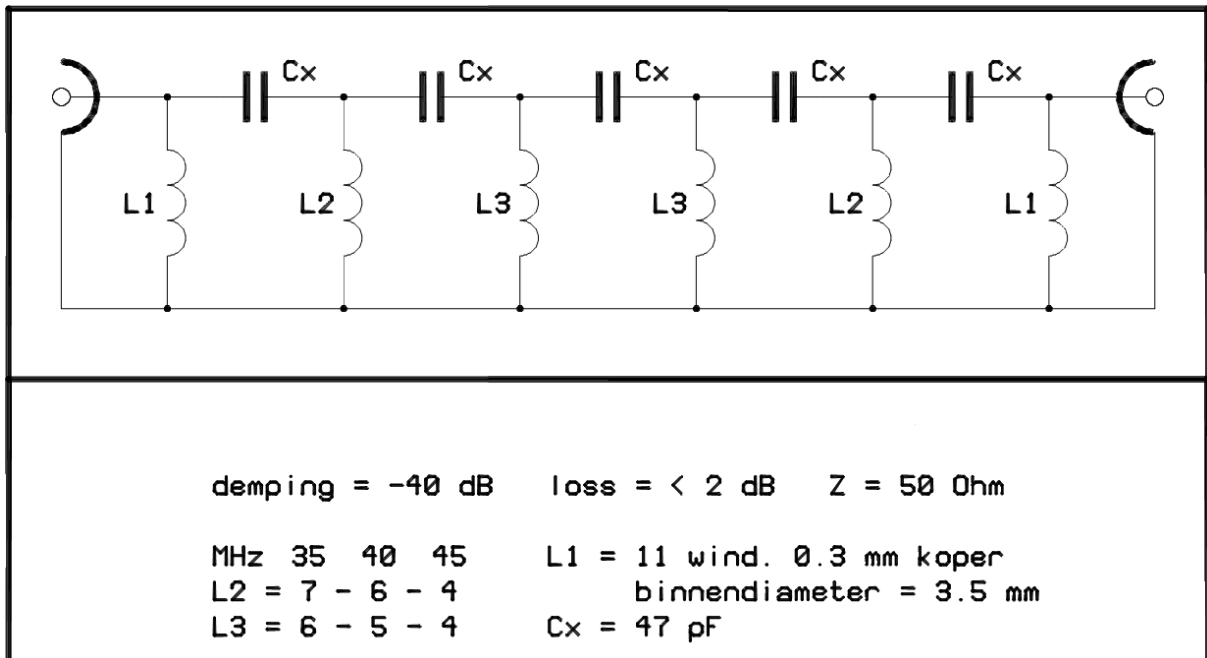 Cx Cx Cx Cx Cx
L1 L2 L3 L3 L2 L1
demping = -40 dB loss = < 2 dB Z = 50 Ohm
MHz 35 40 45 L1 = 11 wind. 0.3 mm koper
L2 = 7 - 6 - 4 binnendiameter = 3.5 mm
L3 = 6 - 5 - 4 Cx = 47 pF